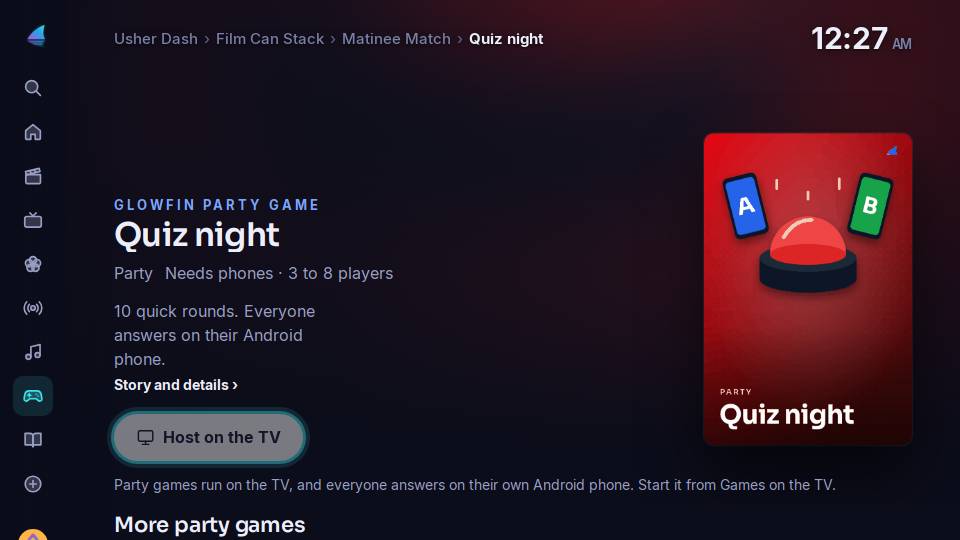 Usher Dash › Film Can Stack › Matinee Match › Quiz night
12:27 AM
GLOWFIN PARTY GAME
Quiz night
Party Needs phones · 3 to 8 players
10 quick rounds. Everyone
answers on their Android
phone.
Story and details ›
Host on the TV
Party games run on the TV, and everyone answers on their own Android phone. Start it from Games on the TV.
More party games
A
B
PARTY
Quiz night